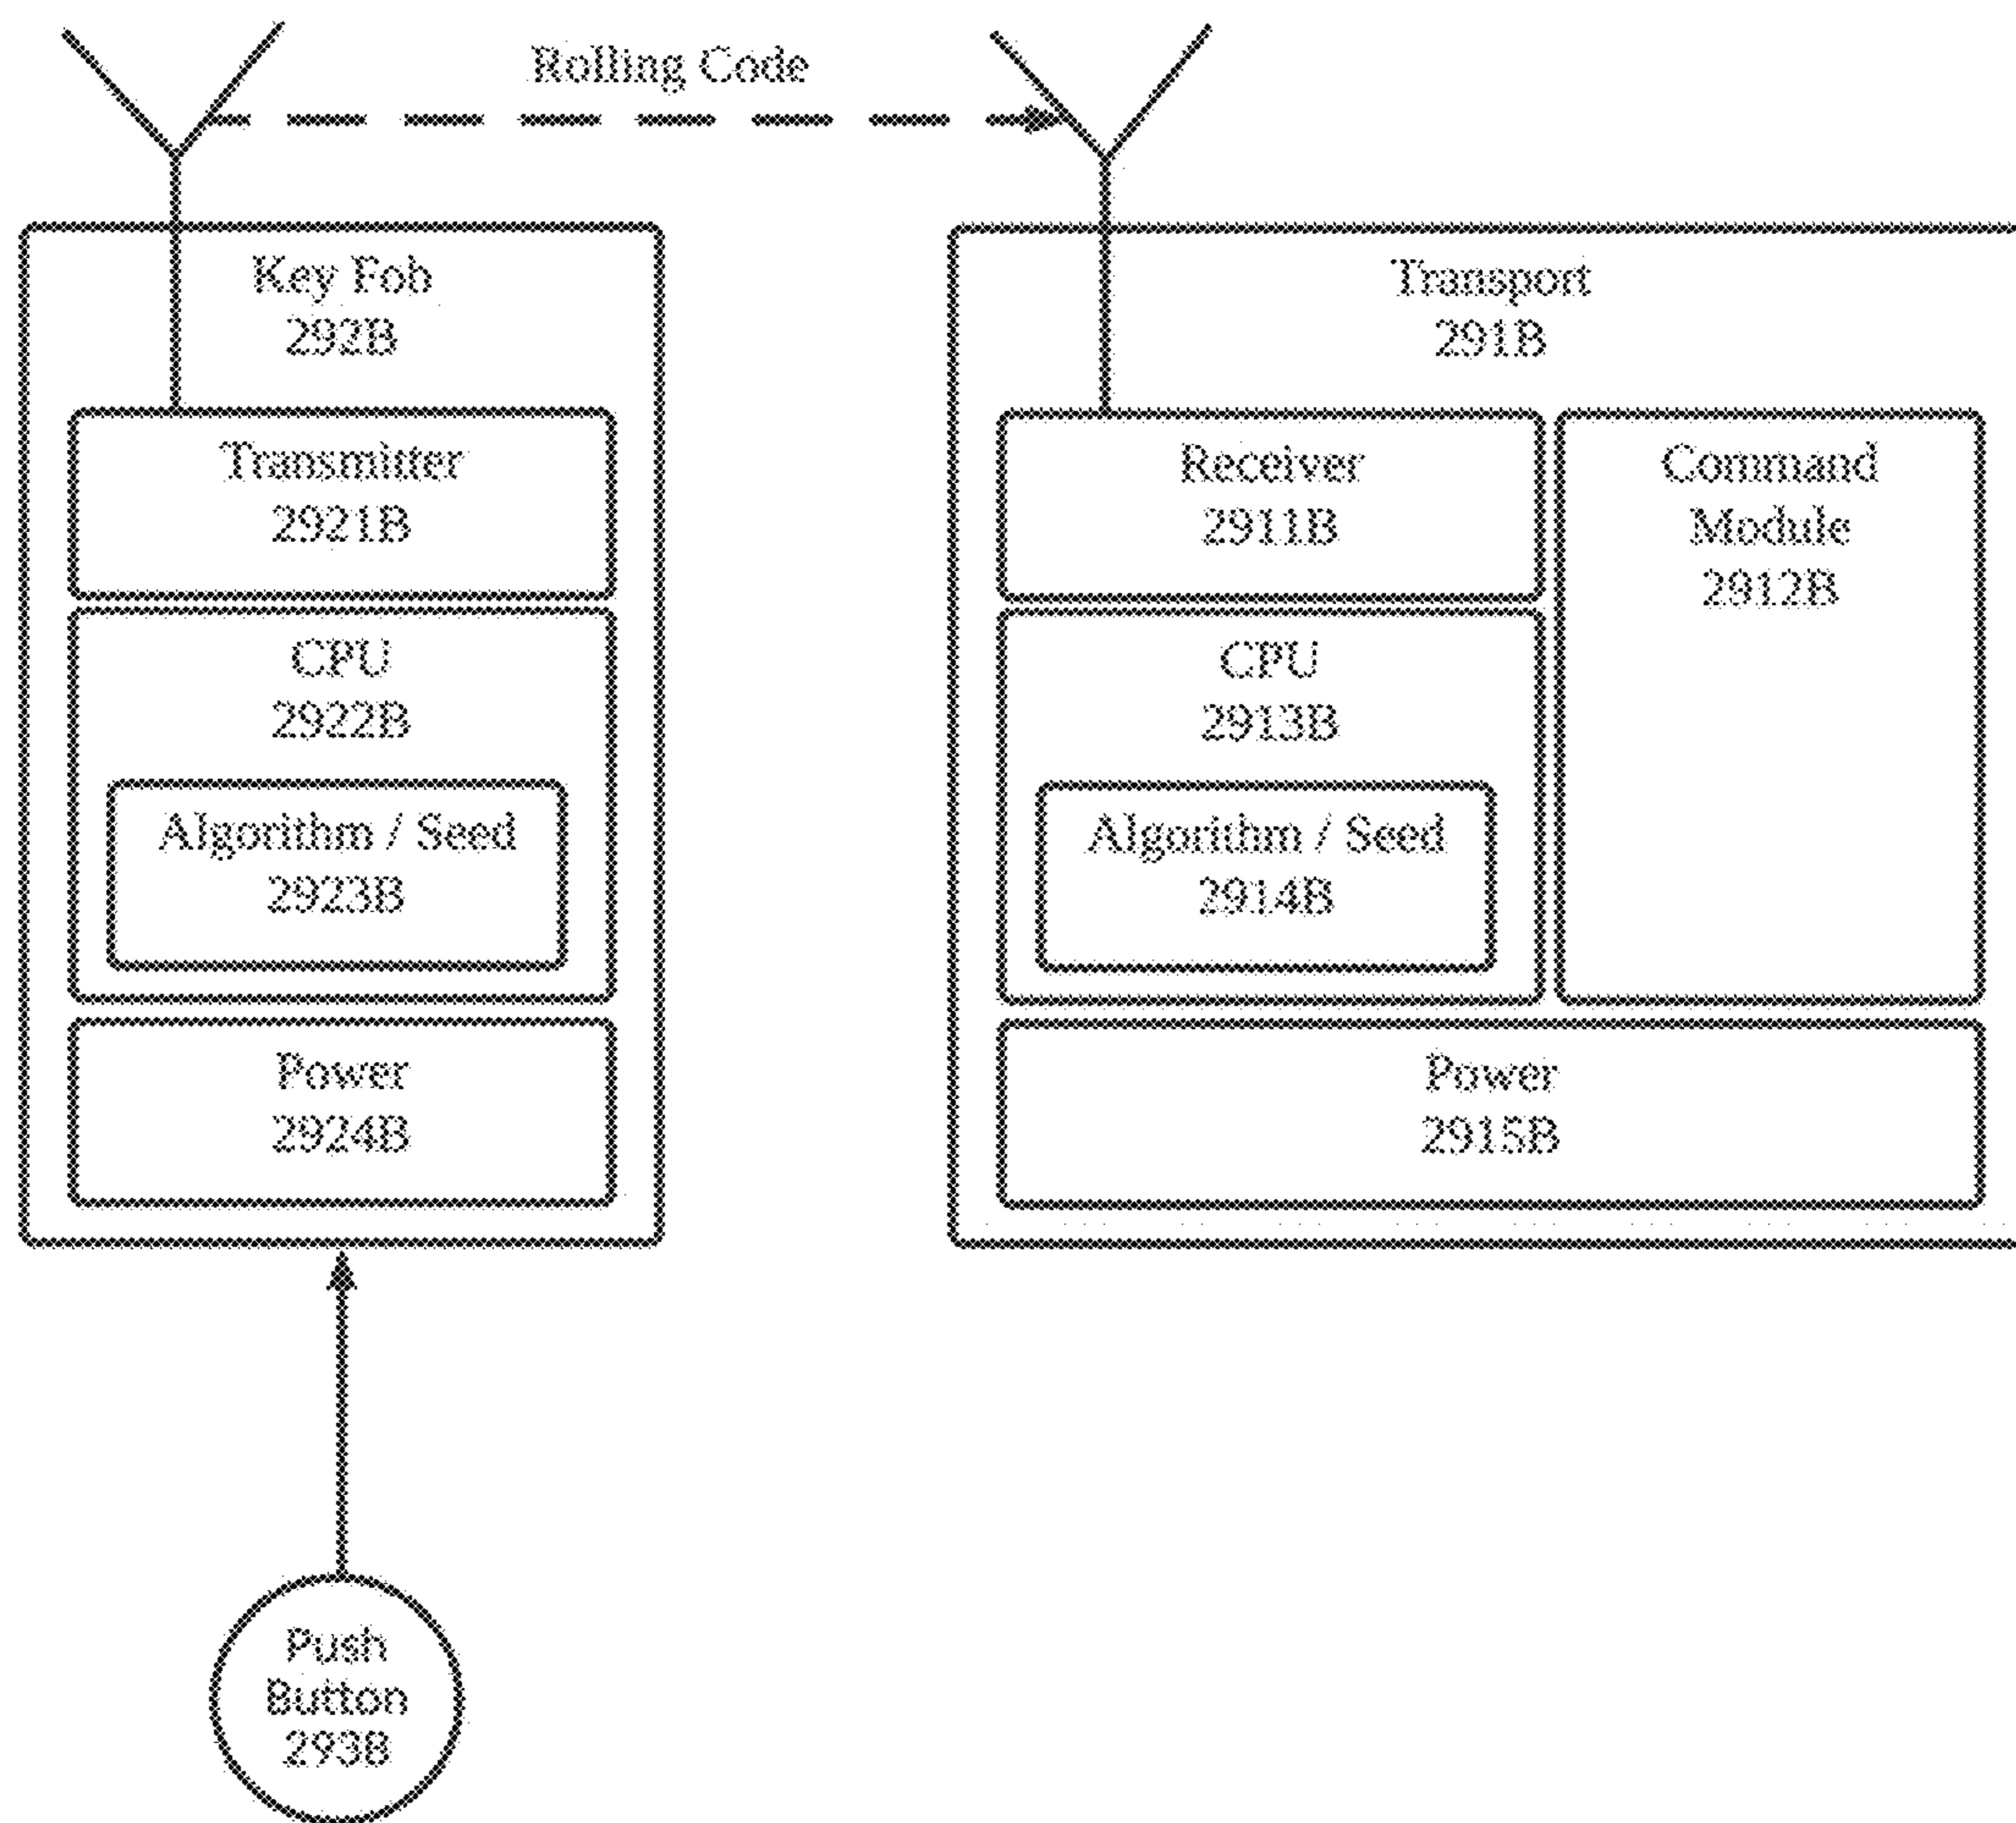 Rolling Code
Key Fob
292B
Transmitter
2921B
CPU
2922B
Algorithm / Seed
2923B
Power
2924B
Transport
291B
Receiver
2911B
Command
Module
2912B
CPU
2913B
Algorithm / Seed
2914B
Power
2915B
Push
Button
293B